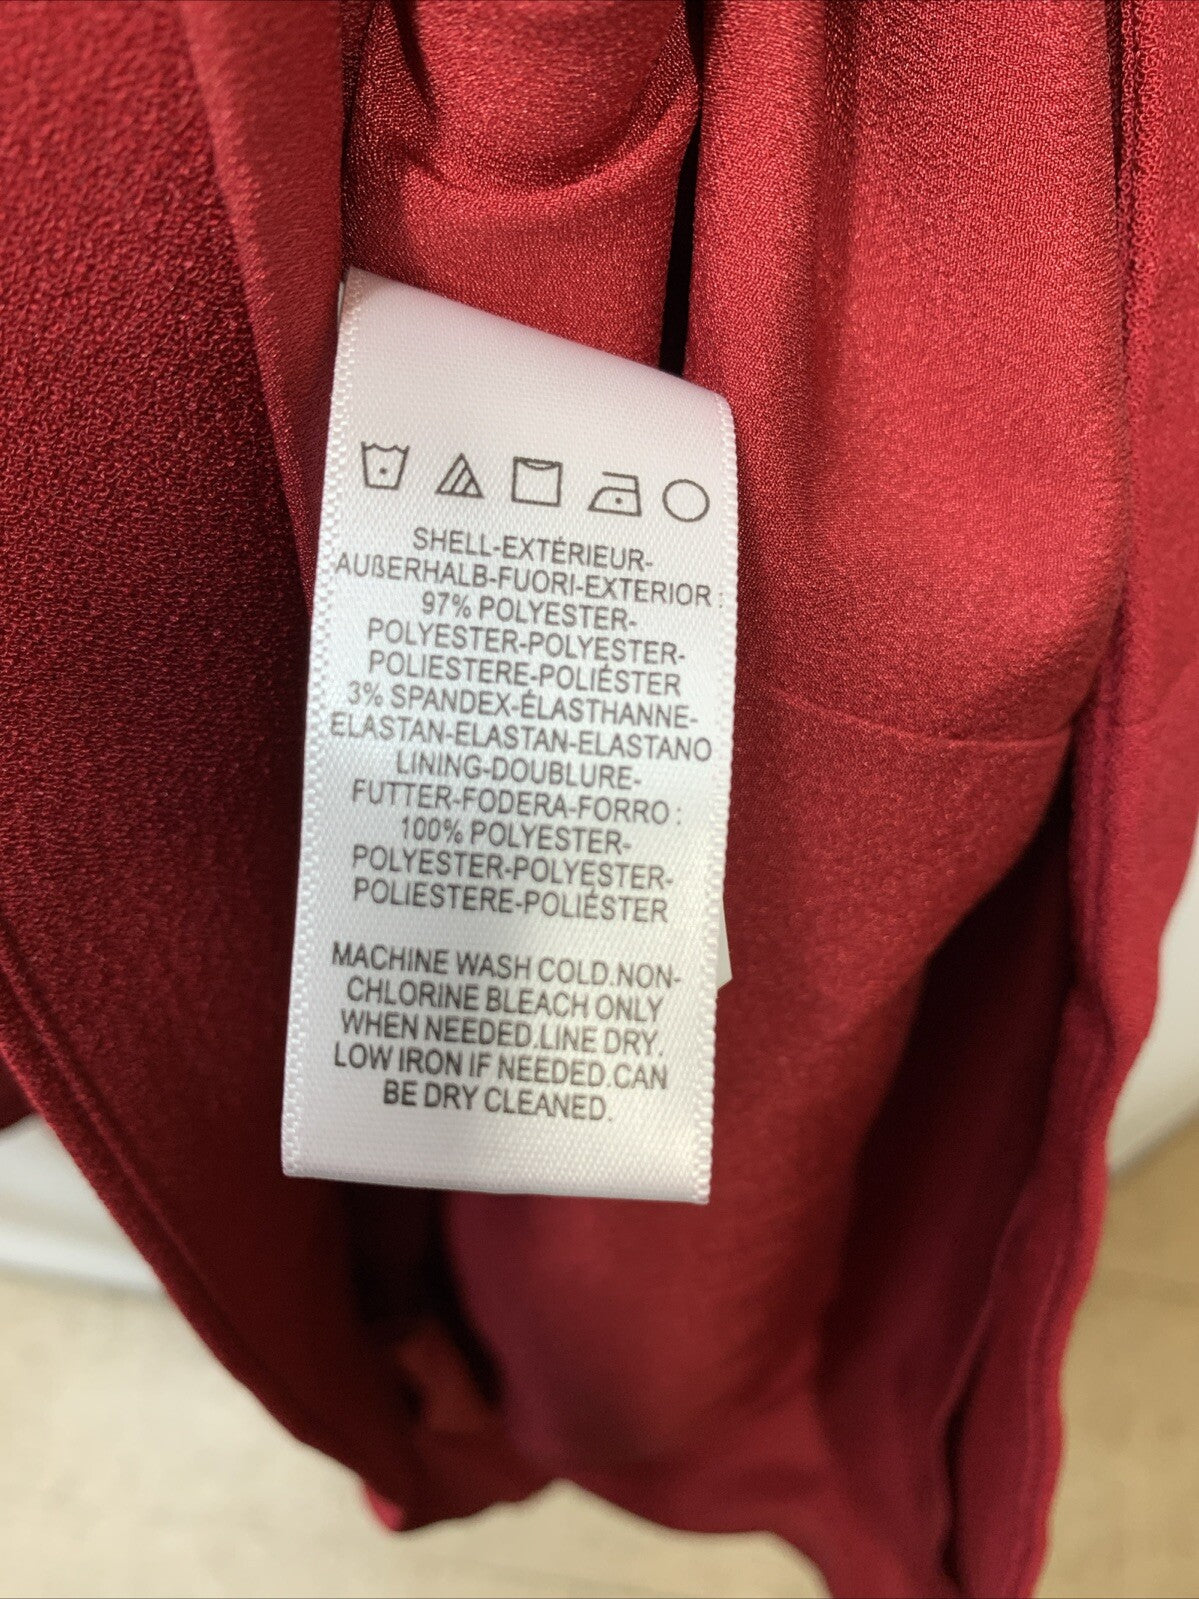 SHELL-EXTÉRIEUR-
AUßERHALB-FUORI-EXTERIOR
97% POLYESTER-
POLYESTER-POLYESTER-
POLIESTERE-POLIÉSTER
3% SPANDEX-ÉLASTHANNE-
ELASTAN-ELASTAN-ELASTANO
LINING-DOUBLURE-
FUTTER-FODERA-FORRO :
100% POLYESTER-
POLYESTER-POLYESTER-
POLIESTERE-POLIÉSTER
MACHINE WASH COLD.NON-
CHLORINE BLEACH ONLY
WHEN NEEDED.LINE DRY.
LOW IRON IF NEEDED.CAN
BE DRY CLEANED.